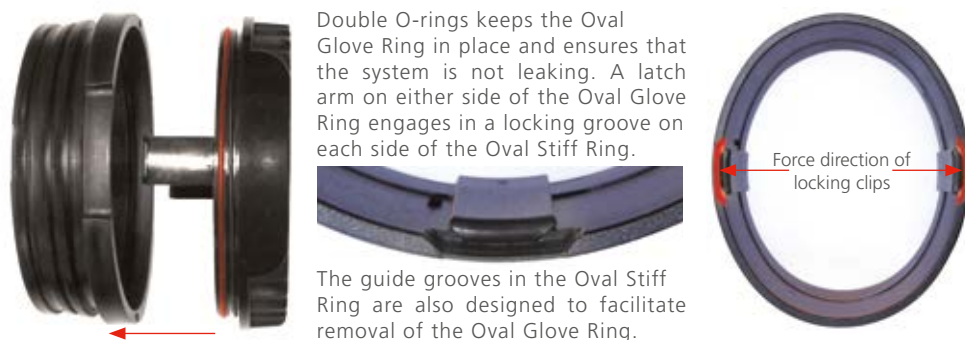 Double O-rings keeps the Oval
Glove Ring in place and ensures that
the system is not leaking. A latch
arm on either side of the Oval Glove
Ring engages in a locking groove on
each side of the Oval Stiff Ring.
Force direction of
locking clips
The guide grooves in the Oval Stiff
Ring are also designed to facilitate
removal of the Oval Glove Ring.